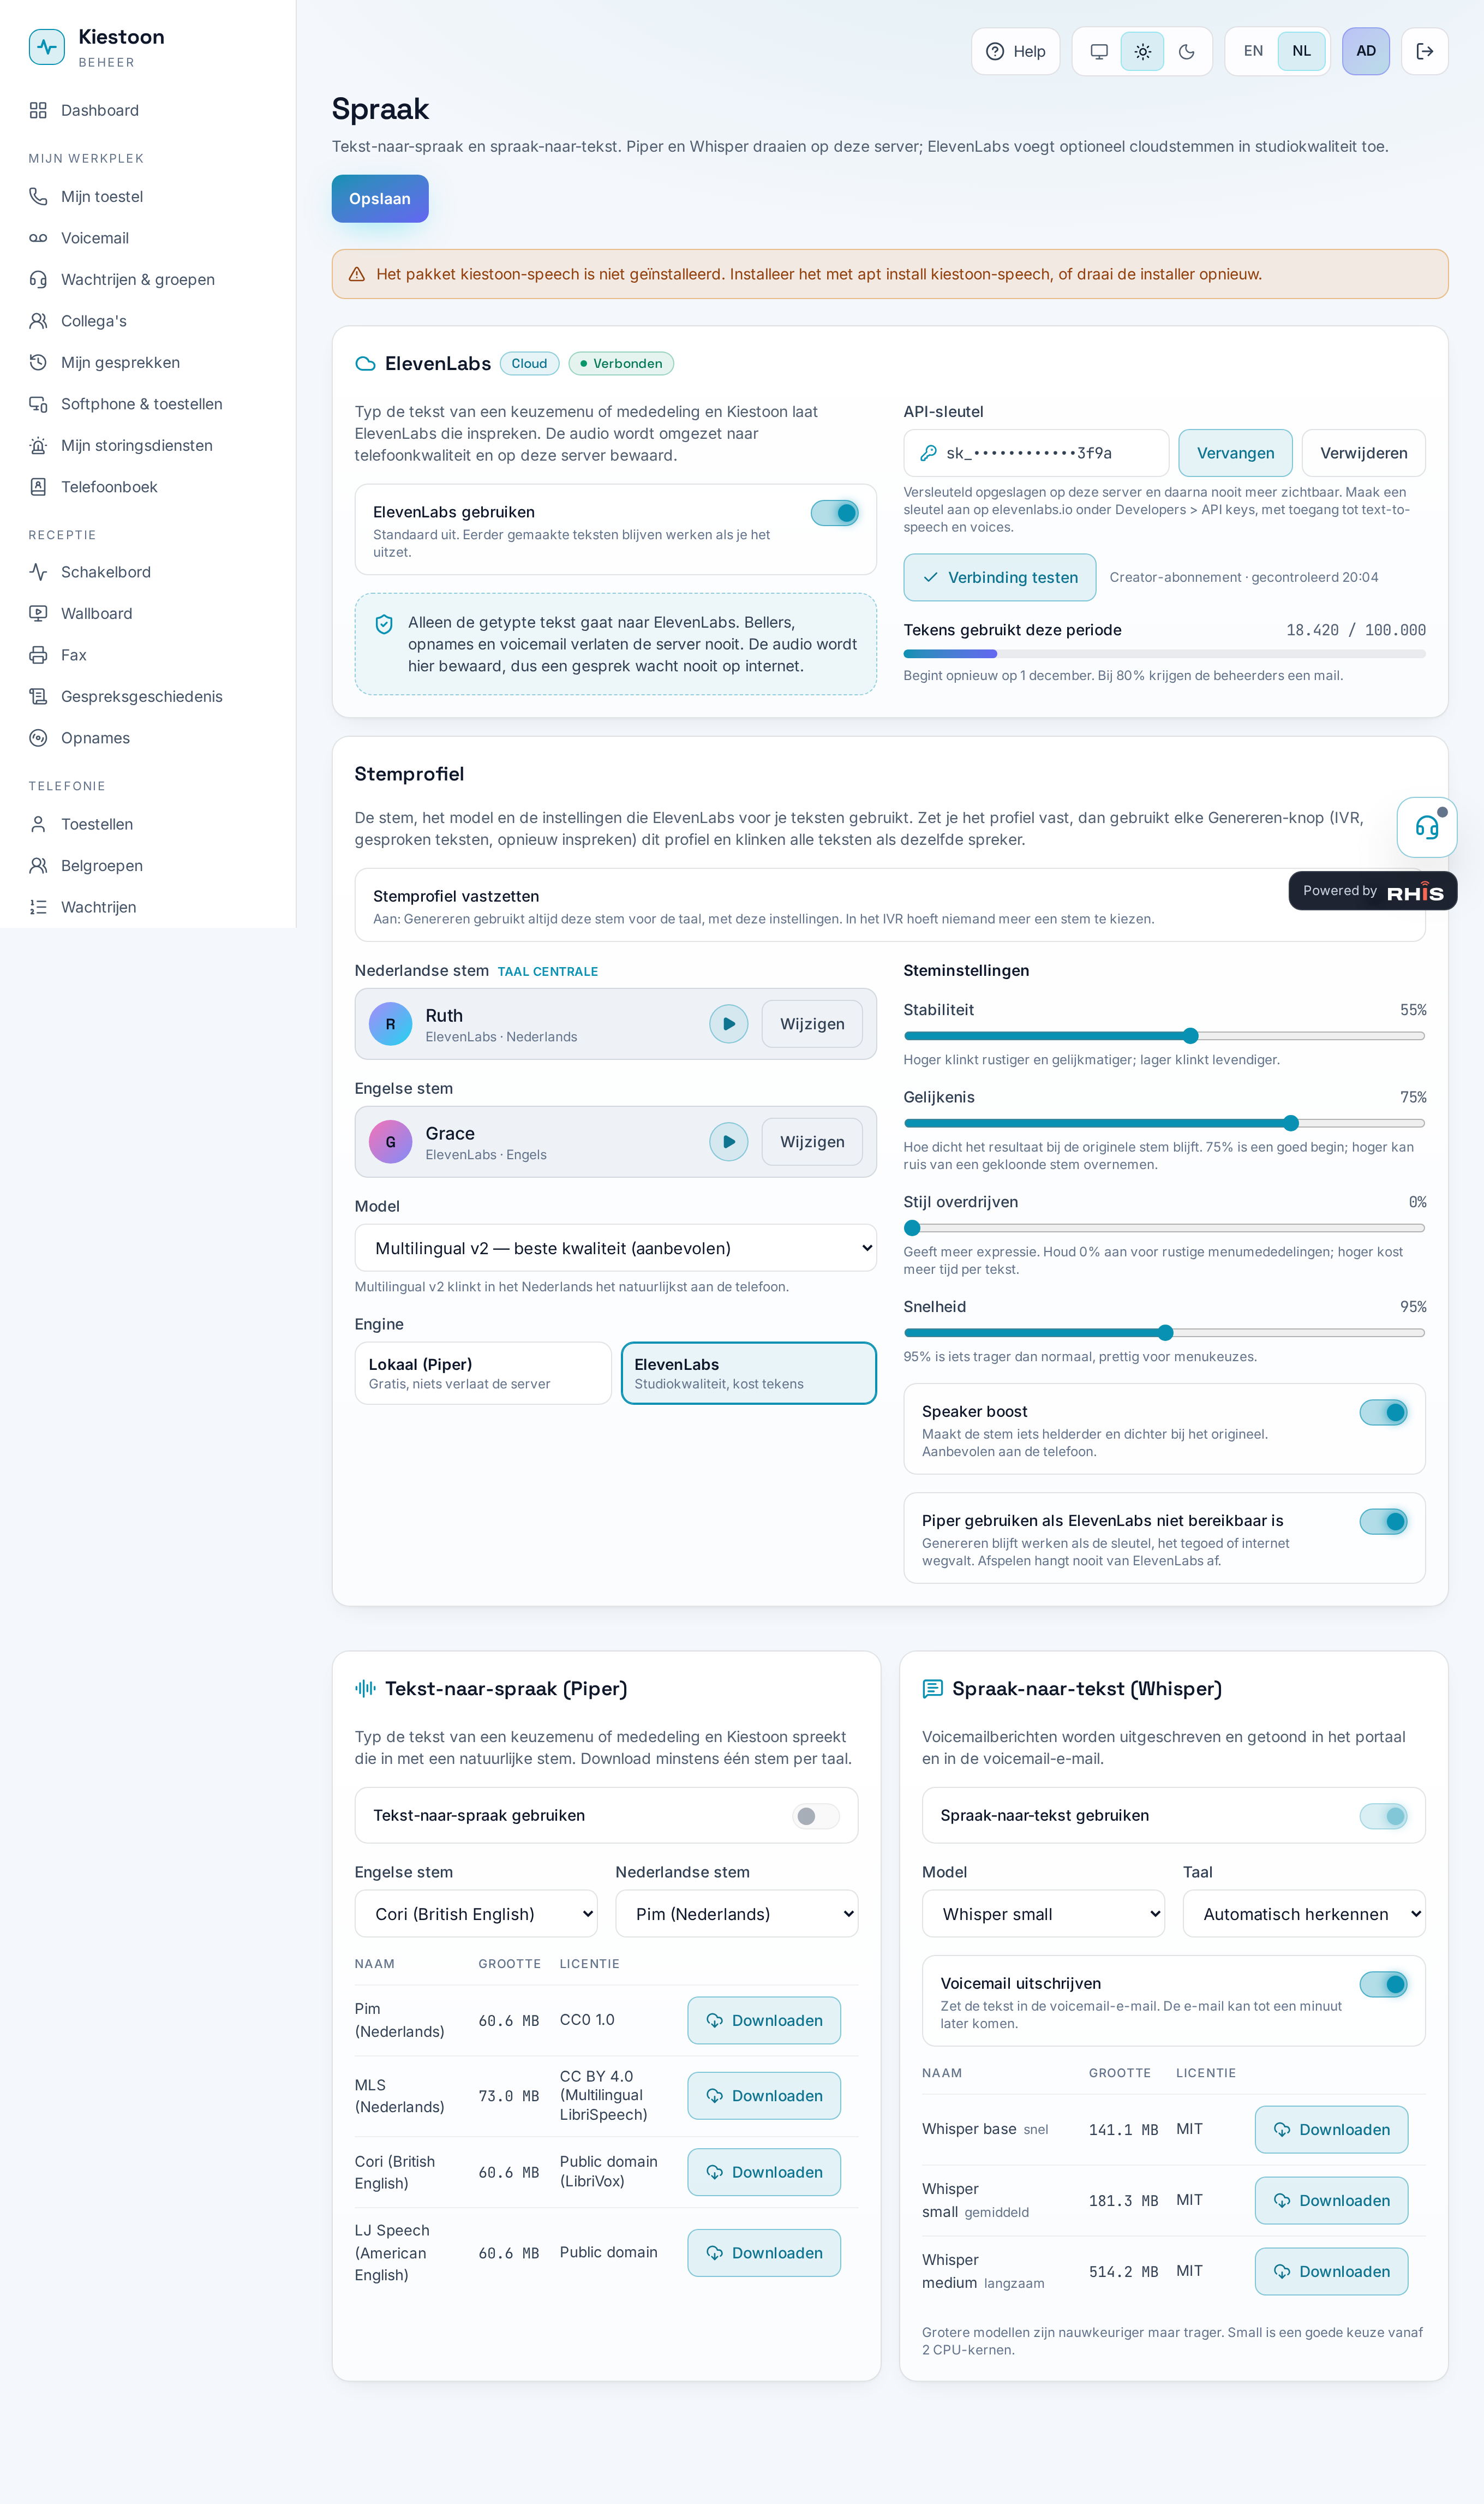 Kiestoon
BEHEER
Dashboard
MIJN WERKPLEK
Mijn toestel
Voicemail
Wachtrijen & groepen
Collega's
Mijn gesprekken
Softphone & toestellen
Mijn storingsdiensten
Telefoonboek
RECEPTIE
Schakelbord
Wallboard
Fax
Gespreksgeschiedenis
Opnames
TELEFONIE
Toestellen
Belgroepen
Wachtrijen
Help
EN
NL
AD
Spraak
Tekst-naar-spraak en spraak-naar-tekst. Piper en Whisper draaien op deze server; ElevenLabs voegt optioneel cloudstemmen in studiokwaliteit toe.
Opslaan
Het pakket kiestoon-speech is niet geïnstalleerd. Installeer het met apt install kiestoon-speech, of draai de installer opnieuw.
ElevenLabs
Cloud
Verbonden
Typ de tekst van een keuzemenu of mededeling en Kiestoon laat
ElevenLabs die inspreken. De audio wordt omgezet naar
telefoonkwaliteit en op deze server bewaard.
ElevenLabs gebruiken
Standaard uit. Eerder gemaakte teksten blijven werken als je het
uitzet.
Alleen de getypte tekst gaat naar ElevenLabs. Bellers,
opnames en voicemail verlaten de server nooit. De audio wordt
hier bewaard, dus een gesprek wacht nooit op internet.
API-sleutel
sk_••••••••••••3f9a
Vervangen
Verwijderen
Versleuteld opgeslagen op deze server en daarna nooit meer zichtbaar. Maak een
sleutel aan op elevenlabs.io onder Developers > API keys, met toegang tot text-to-
speech en voices.
Verbinding testen
Creator-abonnement · gecontroleerd 20:04
Tekens gebruikt deze periode
18.420 / 100.000
Begint opnieuw op 1 december. Bij 80% krijgen de beheerders een mail.
Stemprofiel
De stem, het model en de instellingen die ElevenLabs voor je teksten gebruikt. Zet je het profiel vast, dan gebruikt elke Genereren-knop (IVR,
gesproken teksten, opnieuw inspreken) dit profiel en klinken alle teksten als dezelfde spreker.
Stemprofiel vastzetten
Aan: Genereren gebruikt altijd deze stem voor de taal, met deze instellingen. In het IVR hoeft niemand meer een stem te kiezen.
Powered by RHIS
Nederlandse stem TAAL CENTRALE
R
Ruth
ElevenLabs · Nederlands
Wijzigen
Engelse stem
G
Grace
ElevenLabs · Engels
Wijzigen
Model
Multilingual v2 — beste kwaliteit (aanbevolen)
Multilingual v2 klinkt in het Nederlands het natuurlijkst aan de telefoon.
Engine
Lokaal (Piper)
Gratis, niets verlaat de server
ElevenLabs
Studiokwaliteit, kost tekens
Steminstellingen
Stabiliteit
55%
Hoger klinkt rustiger en gelijkmatiger; lager klinkt levendiger.
Gelijkenis
75%
Hoe dicht het resultaat bij de originele stem blijft. 75% is een goed begin; hoger kan
ruis van een gekloonde stem overnemen.
Stijl overdrijven
0%
Geeft meer expressie. Houd 0% aan voor rustige menumededelingen; hoger kost
meer tijd per tekst.
Snelheid
95%
95% is iets trager dan normaal, prettig voor menukeuzes.
Speaker boost
Maakt de stem iets helderder en dichter bij het origineel.
Aanbevolen aan de telefoon.
Piper gebruiken als ElevenLabs niet bereikbaar is
Genereren blijft werken als de sleutel, het tegoed of internet
wegvalt. Afspelen hangt nooit van ElevenLabs af.
Tekst-naar-spraak (Piper)
Typ de tekst van een keuzemenu of mededeling en Kiestoon spreekt
die in met een natuurlijke stem. Download minstens één stem per taal.
Tekst-naar-spraak gebruiken
Engelse stem
Nederlandse stem
Cori (British English)
Pim (Nederlands)
NAAM GROOTTE LICENTIE
Pim
(Nederlands)
60.6 MB
CC0 1.0
Downloaden
MLS
(Nederlands)
73.0 MB
CC BY 4.0
(Multilingual
LibriSpeech)
Downloaden
Cori (British
English)
60.6 MB
Public domain
(LibriVox)
Downloaden
LJ Speech
(American
English)
60.6 MB
Public domain
Downloaden
Spraak-naar-tekst (Whisper)
Voicemailberichten worden uitgeschreven en getoond in het portaal
en in de voicemail-e-mail.
Spraak-naar-tekst gebruiken
Model
Taal
Whisper small
Automatisch herkennen
Voicemail uitschrijven
Zet de tekst in de voicemail-e-mail. De e-mail kan tot een minuut
later komen.
NAAM GROOTTE LICENTIE
Whisper base snel
141.1 MB
MIT
Downloaden
Whisper
small gemiddeld
181.3 MB
MIT
Downloaden
Whisper
medium langzaam
514.2 MB
MIT
Downloaden
Grotere modellen zijn nauwkeuriger maar trager. Small is een goede keuze vanaf
2 CPU-kernen.